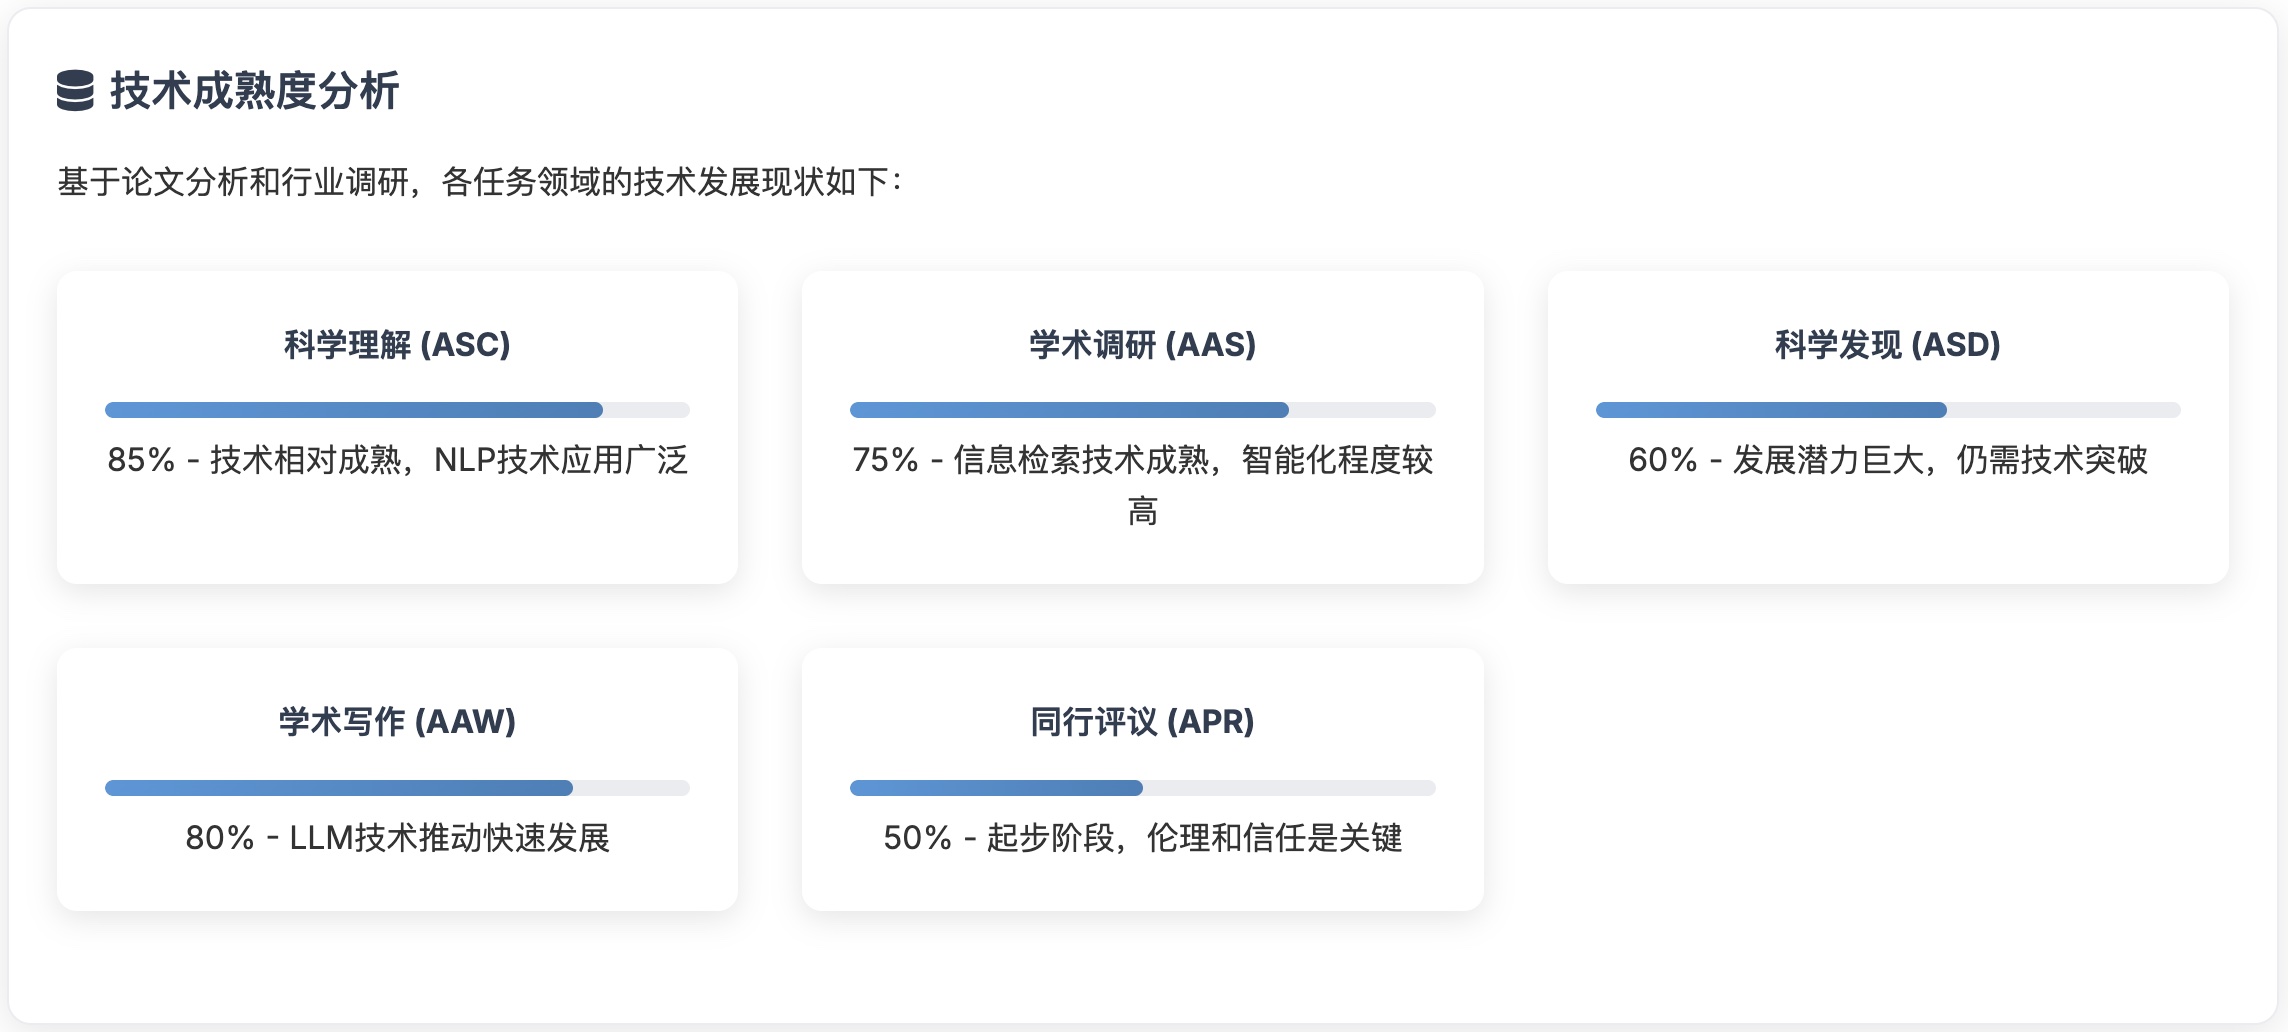 技术成熟度分析
基于论文分析和行业调研，各任务领域的技术发展现状如下：
科学理解 (ASC)
85% - 技术相对成熟，NLP技术应用广泛
学术调研 (AAS)
75% - 信息检索技术成熟，智能化程度较
高
科学发现 (ASD)
60% - 发展潜力巨大，仍需技术突破
学术写作 (AAW)
80% - LLM技术推动快速发展
同行评议 (APR)
50% - 起步阶段，伦理和信任是关键